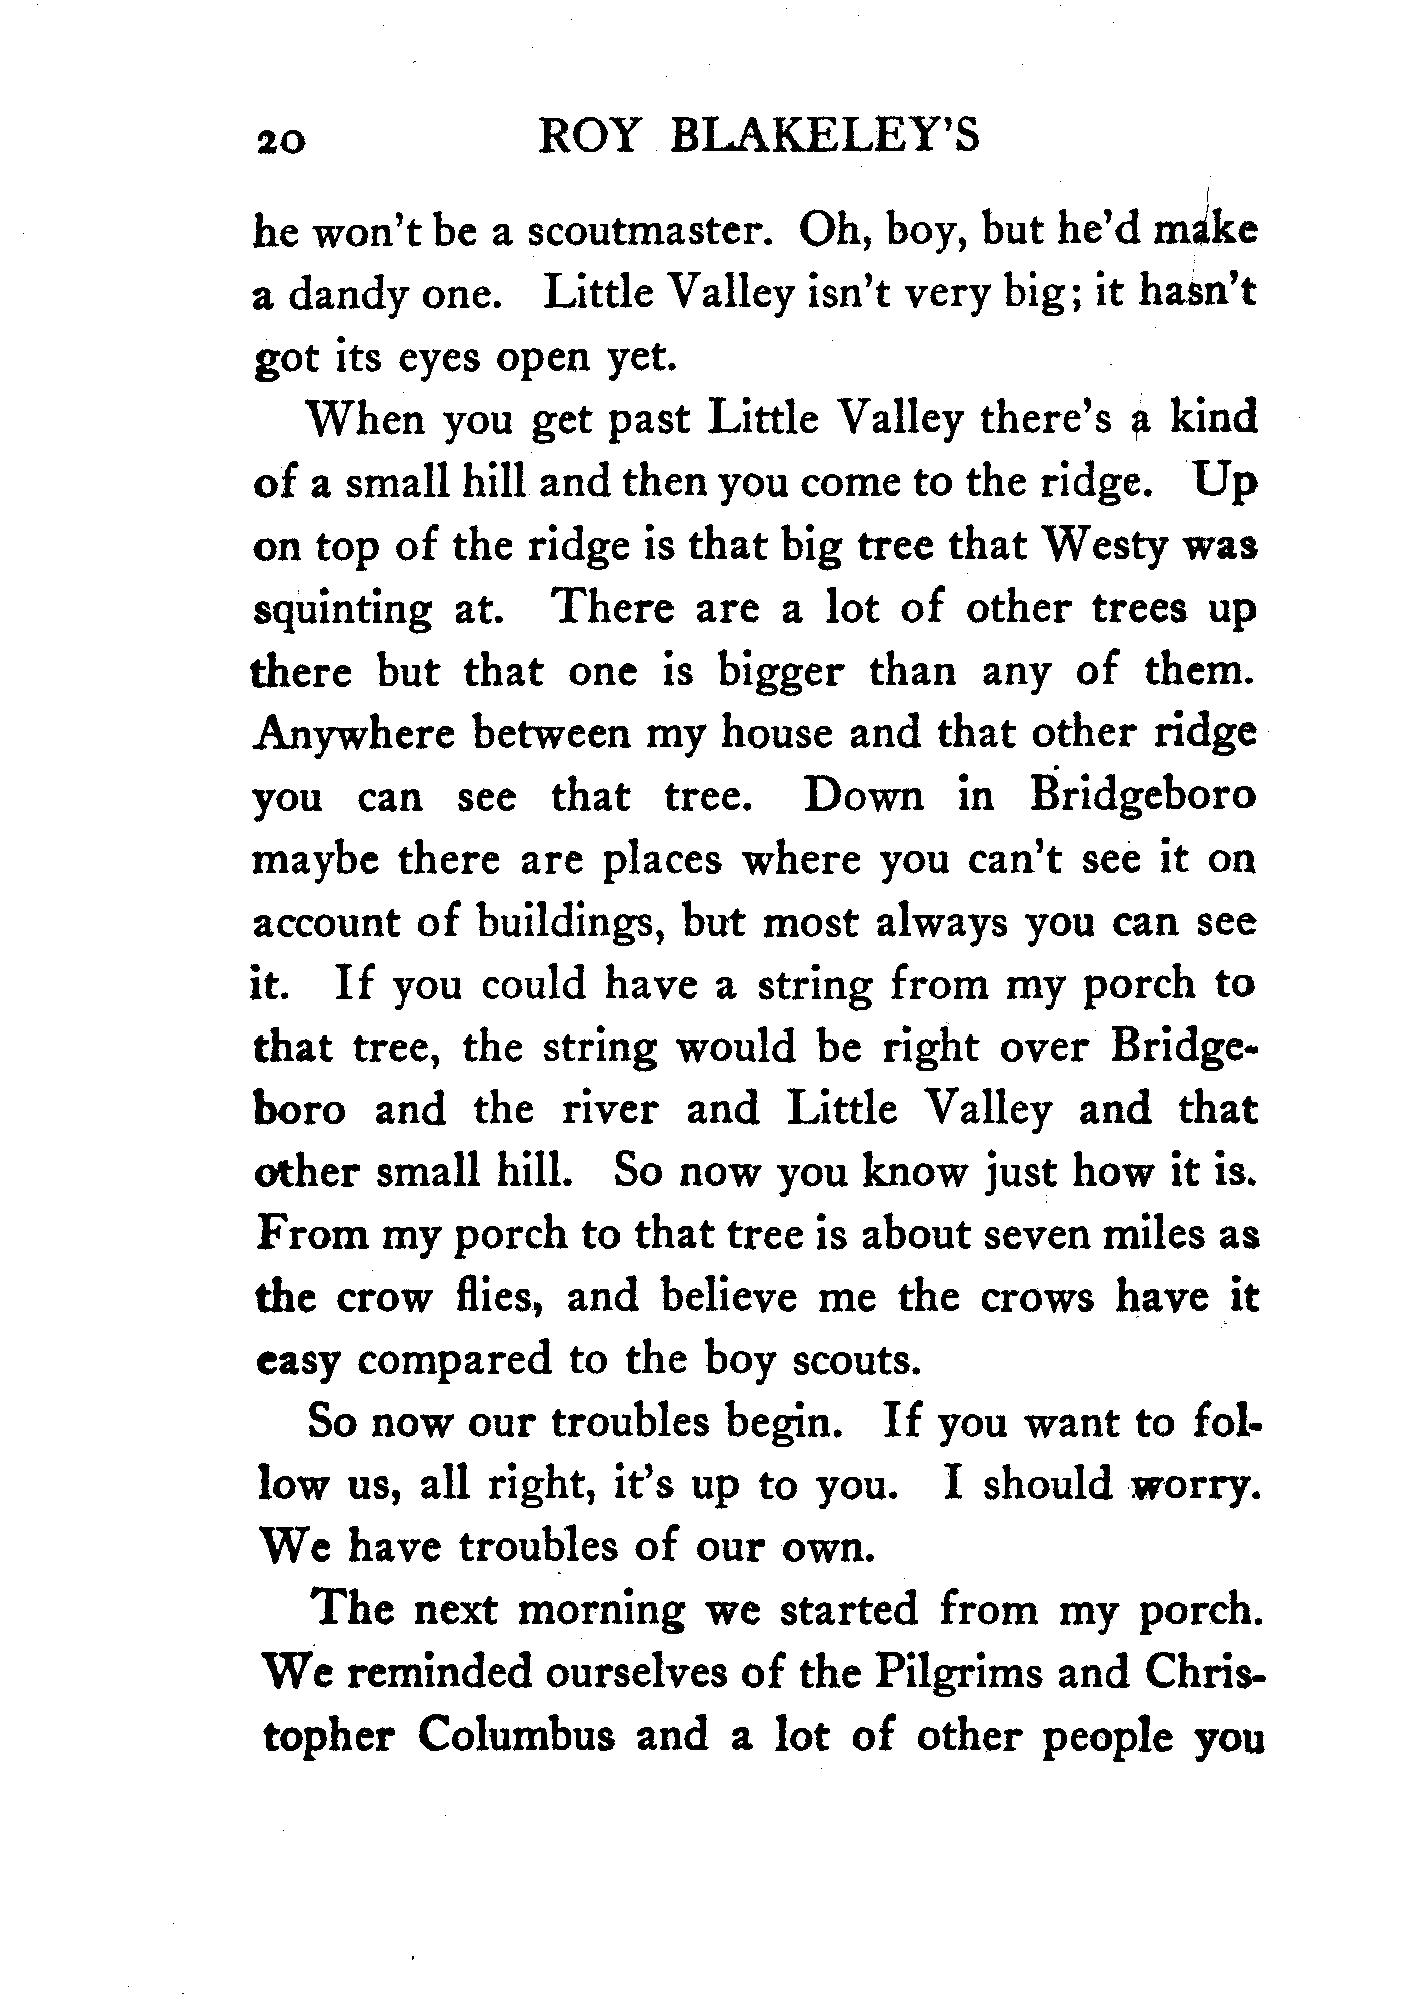 20 ROY BLAKELEY'S
he won't be a scoutmaster. Oh, boy, but he'd make
a dandy one. Little Valley isn't very big; it hasn't
got its eyes open yet.
When you get past Little Valley there's a kind
of a small hill and then you come to the ridge. Up
on top of the ridge is that big tree that Westy was
squinting at. There are a lot of other trees up
there but that one is bigger than any of them.
Anywhere between my house and that other ridge
you can see that tree. Down in Bridgeboro
maybe there are places where you can't see it on
account of buildings, but most always you can see
it. If you could have a string from my porch to
that tree, the string would be right over Bridge-
boro and the river and Little Valley and that
other small hill. So now you know just how it is.
From my porch to that tree is about seven miles as
the crow flies, and believe me the crows have it
easy compared to the boy scouts.
So now our troubles begin. If you want to fol-
low us, all right, it's up to you. I should worry.
We have troubles of our own.
The next morning we started from my porch.
We reminded ourselves of the Pilgrims and Chris-
topher Columbus and a lot of other people you